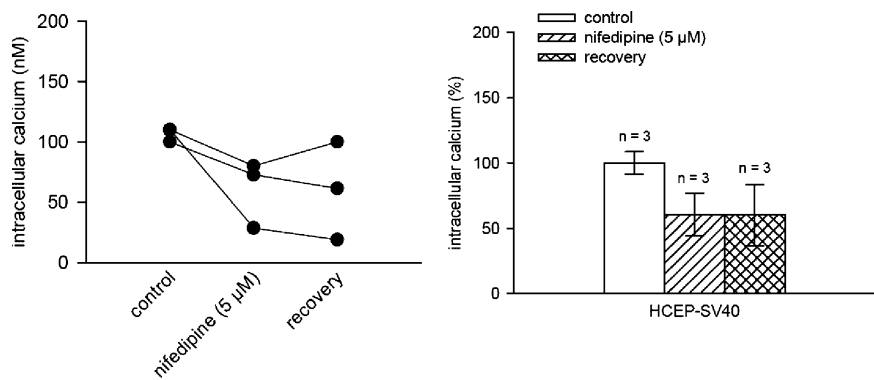 intracellular calcium (nM)
200
150
100
50
0
control
nifedipine (5 µM)
recovery
control
nifedipine (5 µM)
recovery
intracellular calcium (%)
200
150
100
50
0
n = 3
n = 3
n = 3
HCEP-SV40